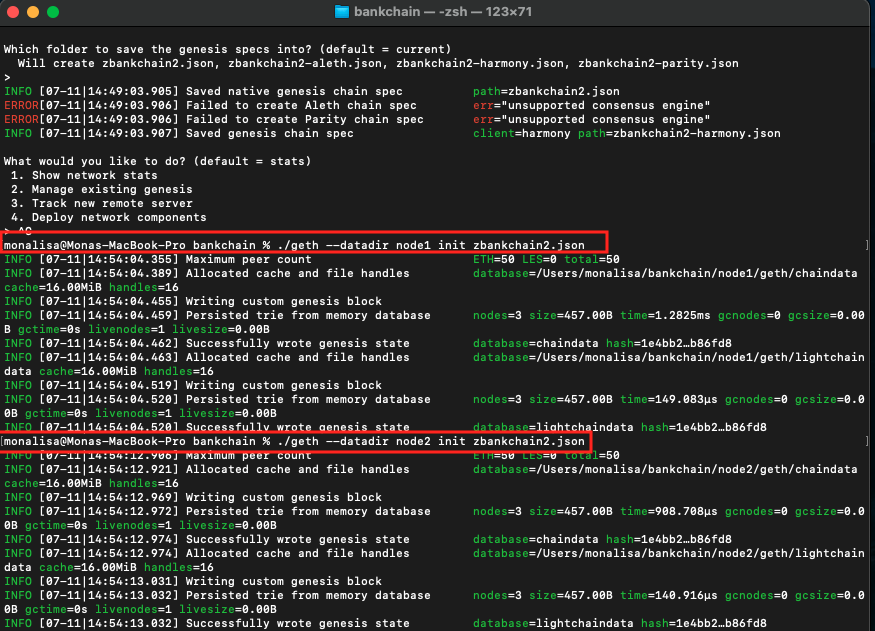 bankchain — -zsh — 123×71
Which folder to save the genesis specs into? (default = current)
  Will create zbankchain2.json, zbankchain2-aleth.json, zbankchain2-harmony.json, zbankchain2-parity.json
>
INFO [07-11|14:49:03.905] Saved native genesis chain spec         path=zbankchain2.json
ERROR[07-11|14:49:03.906] Failed to create Aleth chain spec        err="unsupported consensus engine"
ERROR[07-11|14:49:03.906] Failed to create Parity chain spec       err="unsupported consensus engine"
INFO [07-11|14:49:03.907] Saved genesis chain spec                 client=harmony path=zbankchain2-harmony.json
What would you like to do? (default = stats)
 1. Show network stats
 2. Manage existing genesis
 3. Track new remote server
 4. Deploy network components
> ^C
monalisa@Monas-MacBook-Pro bankchain % ./geth --datadir node1 init zbankchain2.json ]
INFO [07-11|14:54:04.355] Maximum peer count                       ETH=50 LES=0 total=50
INFO [07-11|14:54:04.389] Allocated cache and file handles         database=/Users/monalisa/bankchain/node1/geth/chaindata
cache=16.00MiB handles=16
INFO [07-11|14:54:04.455] Writing custom genesis block
INFO [07-11|14:54:04.459] Persisted trie from memory database      nodes=3 size=457.00B time=1.2825ms gcnodes=0 gcsize=0.00
B gctime=0s livenodes=1 livesize=0.00B
INFO [07-11|14:54:04.462] Successfully wrote genesis state         database=chaindata hash=1e4bb2…b86fd8
INFO [07-11|14:54:04.463] Allocated cache and file handles         database=/Users/monalisa/bankchain/node1/geth/lightchain
data cache=16.00MiB handles=16
INFO [07-11|14:54:04.519] Writing custom genesis block
INFO [07-11|14:54:04.520] Persisted trie from memory database      nodes=3 size=457.00B time=149.083µs gcnodes=0 gcsize=0.0
0B gctime=0s livenodes=1 livesize=0.00B
INFO [07-11|14:54:04.520] Successfully wrote genesis state         database=lightchaindata hash=1e4bb2…b86fd8
[monalisa@Monas-MacBook-Pro bankchain % ./geth --datadir node2 init zbankchain2.json ]
INFO [07-11|14:54:12.906] Maximum peer count                       ETH=50 LES=0 total=50
INFO [07-11|14:54:12.921] Allocated cache and file handles         database=/Users/monalisa/bankchain/node2/geth/chaindata
cache=16.00MiB handles=16
INFO [07-11|14:54:12.969] Writing custom genesis block
INFO [07-11|14:54:12.972] Persisted trie from memory database      nodes=3 size=457.00B time=908.708µs gcnodes=0 gcsize=0.0
0B gctime=0s livenodes=1 livesize=0.00B
INFO [07-11|14:54:12.974] Successfully wrote genesis state         database=chaindata hash=1e4bb2…b86fd8
INFO [07-11|14:54:12.974] Allocated cache and file handles         database=/Users/monalisa/bankchain/node2/geth/lightchain
data cache=16.00MiB handles=16
INFO [07-11|14:54:13.031] Writing custom genesis block
INFO [07-11|14:54:13.032] Persisted trie from memory database      nodes=3 size=457.00B time=140.916µs gcnodes=0 gcsize=0.0
0B gctime=0s livenodes=1 livesize=0.00B
INFO [07-11|14:54:13.032] Successfully wrote genesis state         database=lightchaindata hash=1e4bb2…b86fd8